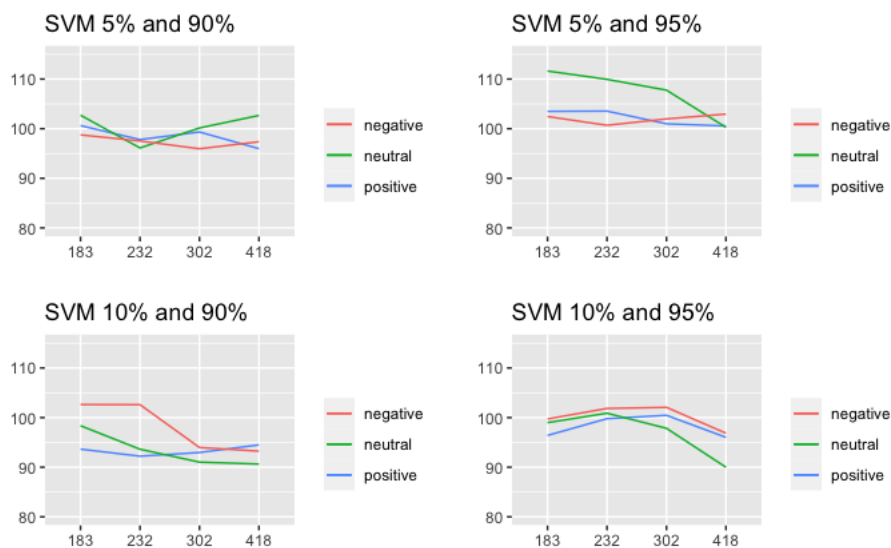 SVM 5% and 90%
110
100
90
80
183 232 302 418
negative
neutral
positive
SVM 5% and 95%
110
100
90
80
183 232 302 418
negative
neutral
positive
SVM 10% and 90%
110
100
90
80
183 232 302 418
negative
neutral
positive
SVM 10% and 95%
110
100
90
80
183 232 302 418
negative
neutral
positive